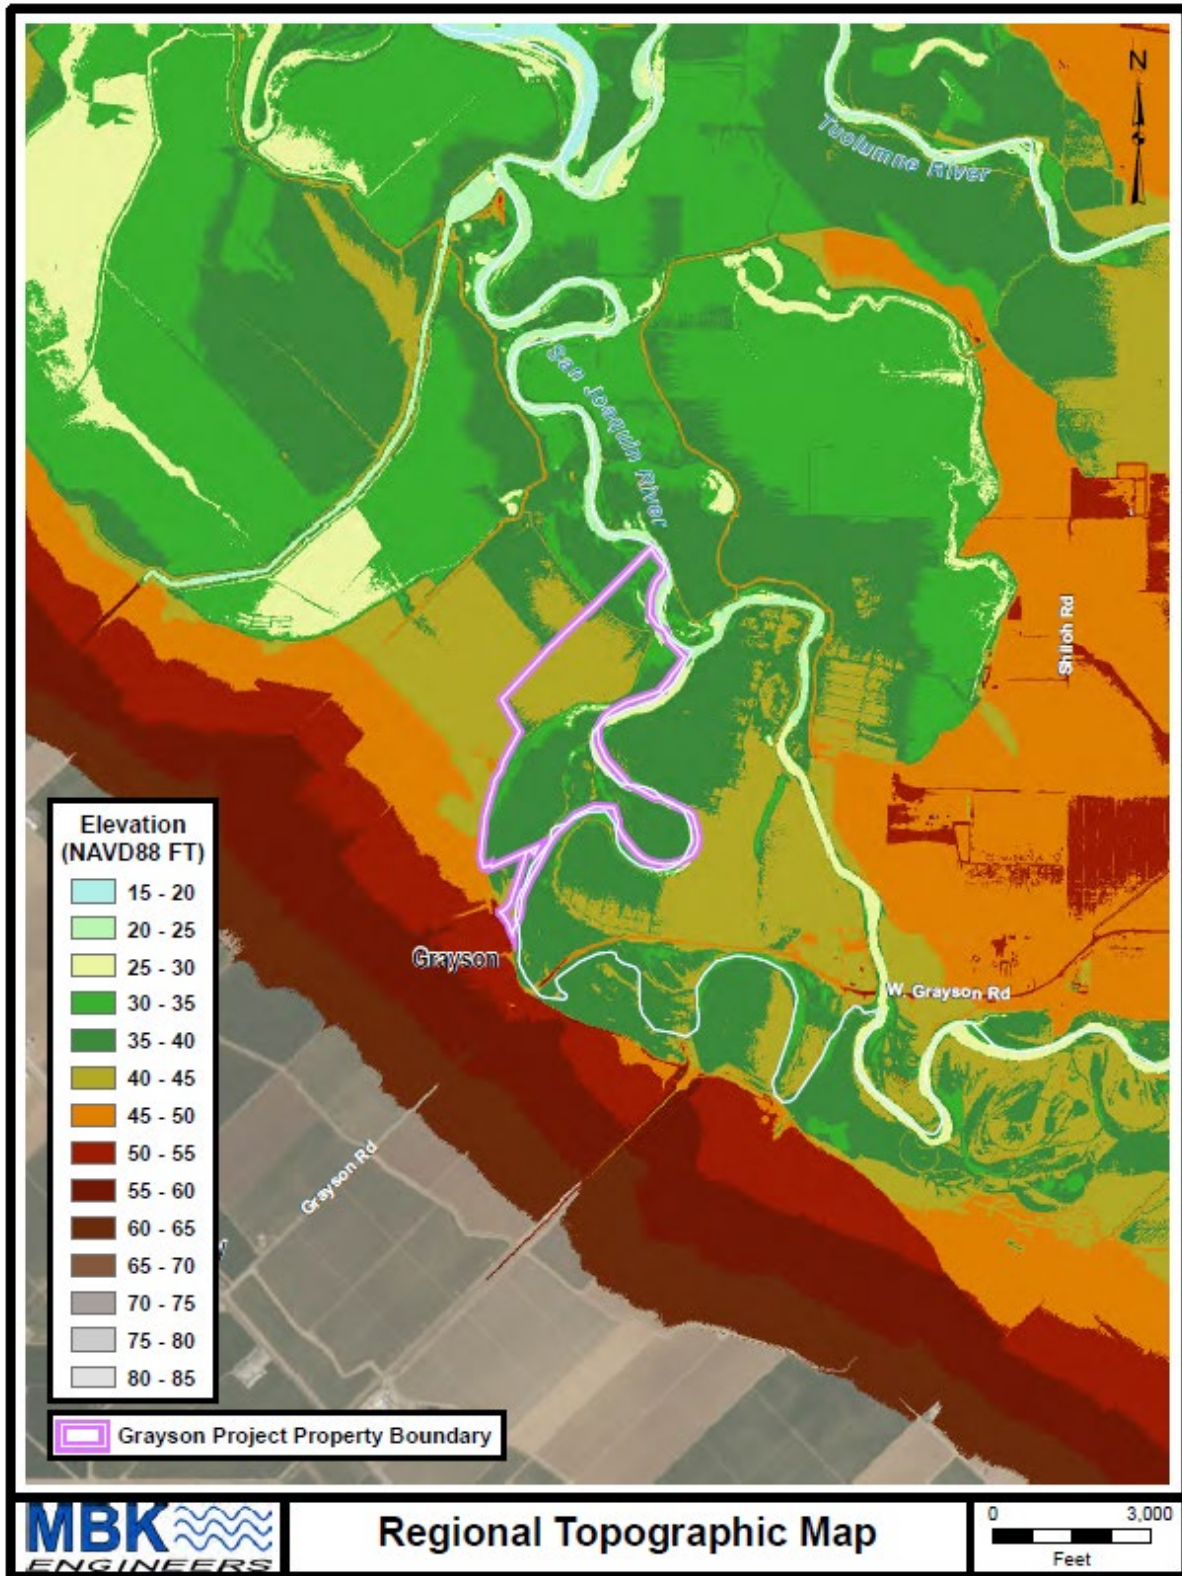 N
Tuolumne River
San Joaquin River
Shiloh Rd
Elevation
(NAVD88 FT)
15 - 20
20 - 25
25 - 30
30 - 35
35 - 40
40 - 45
45 - 50
50 - 55
55 - 60
60 - 65
65 - 70
70 - 75
75 - 80
80 - 85
Grayson
W. Grayson Rd
Grayson Rd
Grayson Project Property Boundary
MBK
ENGINEERS
Regional Topographic Map
0 3,000
Feet